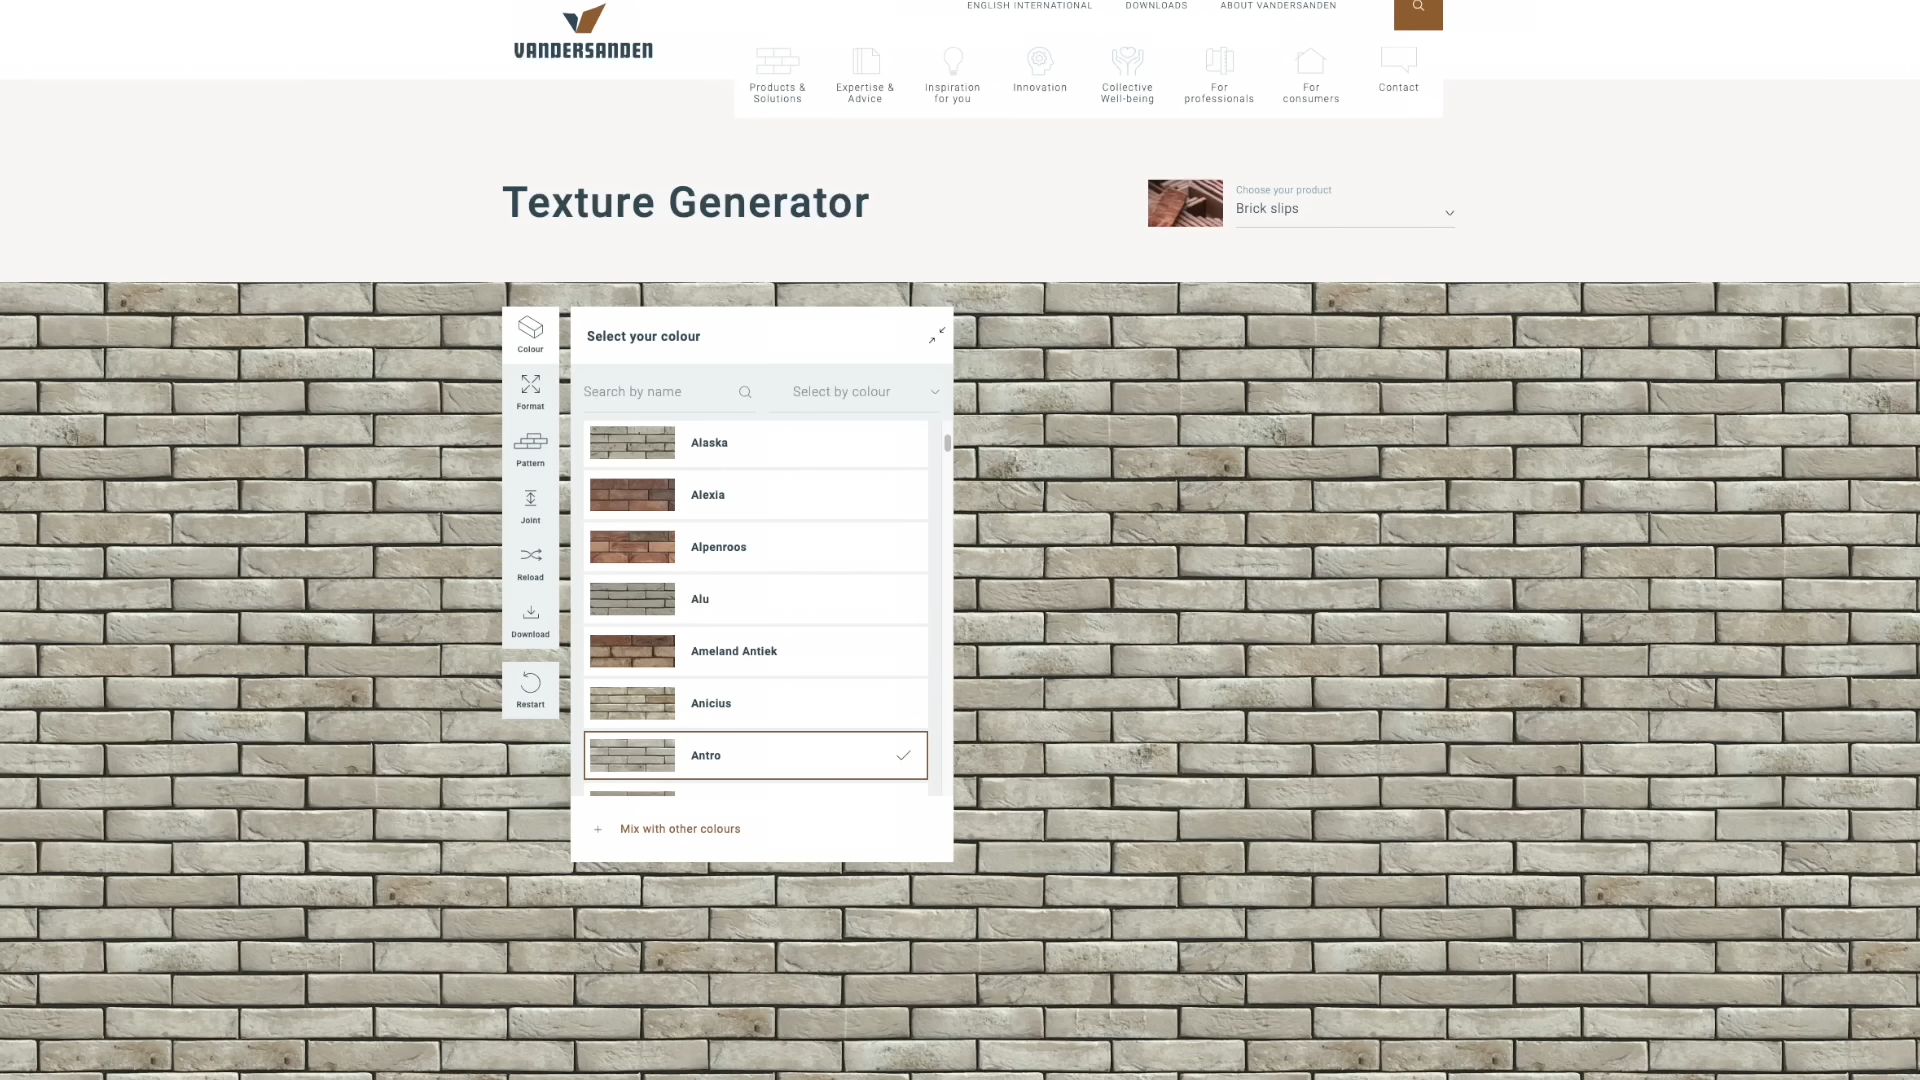 ENGLISH INTERNATIONAL
DOWNLOADS
ABOUT VANDERSANDEN
VANDERSANDEN
Products &
Solutions
Expertise &
Advice
Inspiration
for you
Innovation
Collective
Well-being
For
professionals
For
consumers
Contact
Texture Generator
Choose your product
Brick slips
Colour
Format
Pattern
Joint
Reload
Download
Restart
Select your colour
Search by name
Select by colour
Alaska
Alexia
Alpenroos
Alu
Ameland Antiek
Anicius
Antro
+ Mix with other colours